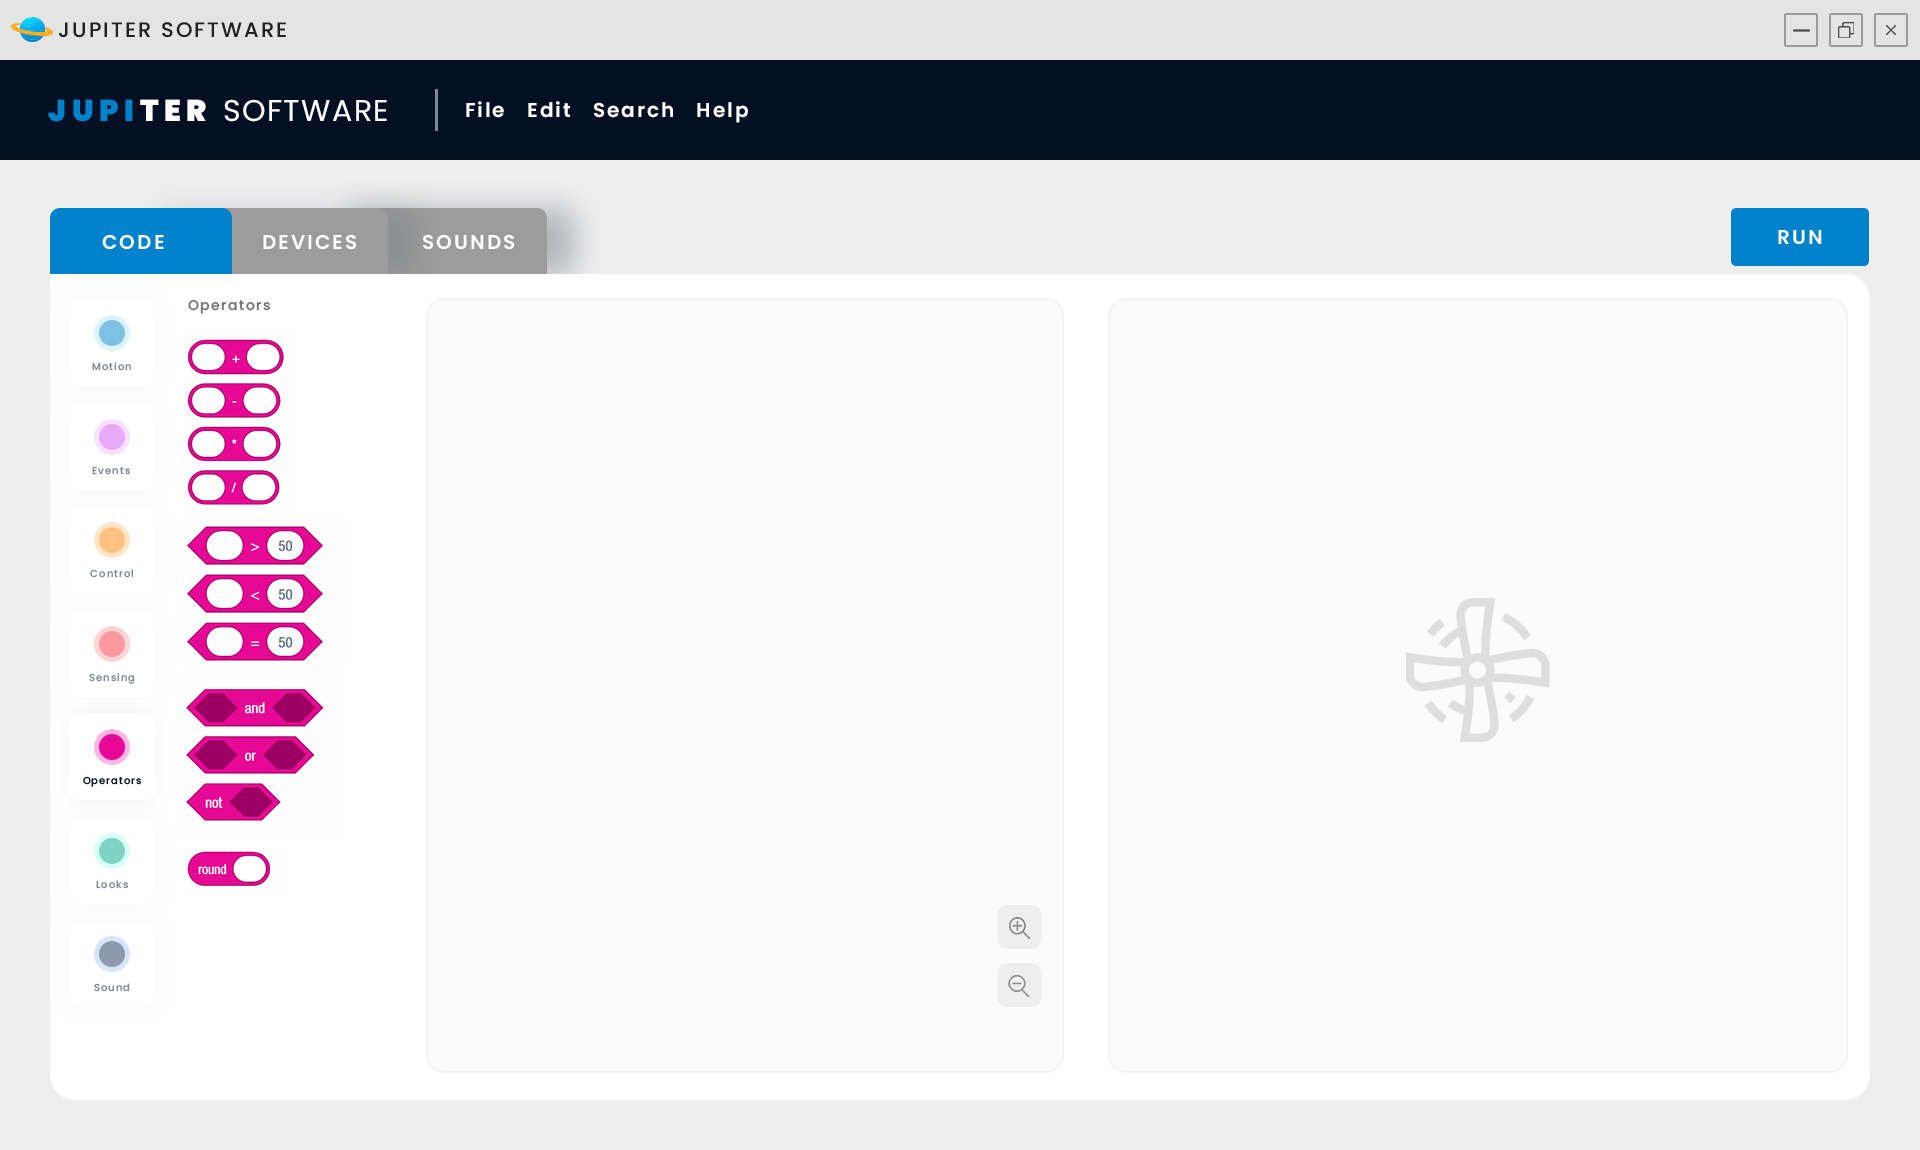 JUPITER SOFTWARE
JUPITER SOFTWARE
File Edit Search Help
CODE
DEVICES
SOUNDS
RUN
Motion
Events
Control
Sensing
Operators
Looks
Sound
Operators
+
-
*
/
> 50
< 50
= 50
and
or
not
round